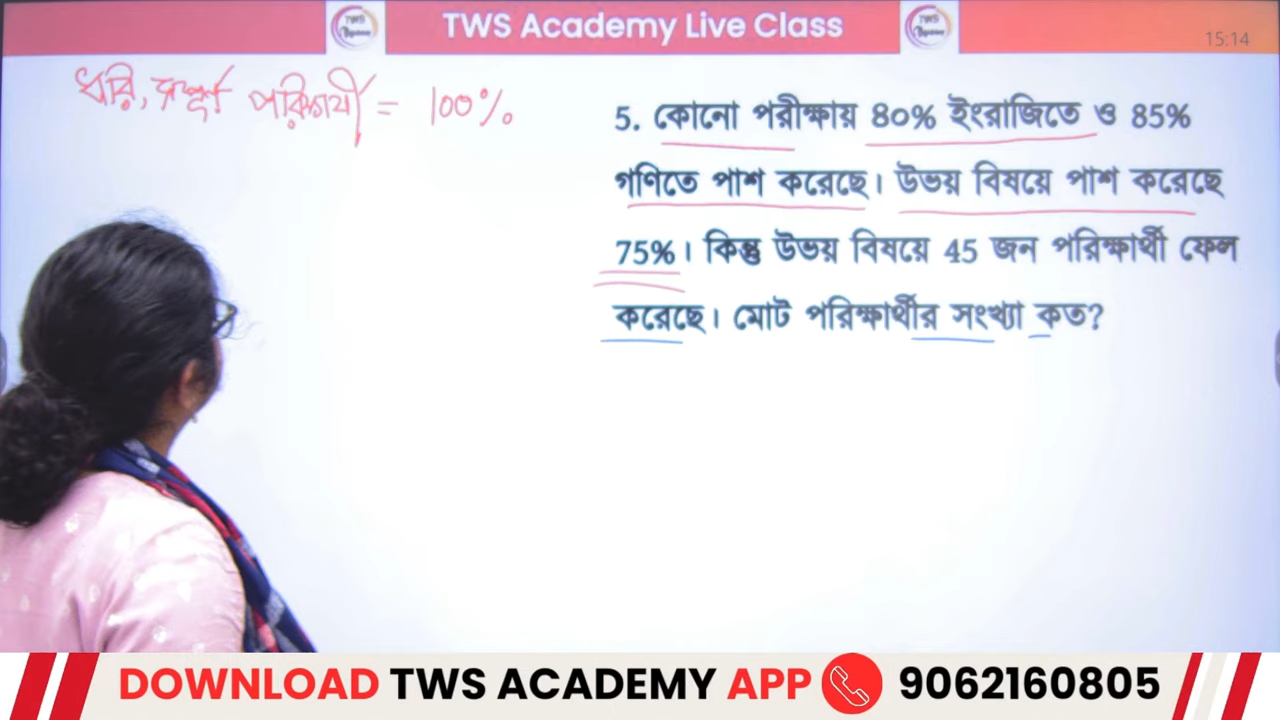 TWS Academy Live Class
15:14
ধরি, সম্পূর্ণ পরিক্ষার্থী = 100%
5. কোনো পরীক্ষায় 80% ইংরাজিতে ও 85%
গণিতে পাশ করেছে। উভয় বিষয়ে পাশ করেছে
75%। কিন্তু উভয় বিষয়ে 45 জন পরিক্ষার্থী ফেল
করেছে। মোট পরিক্ষার্থীর সংখ্যা কত?
DOWNLOAD TWS ACADEMY APP 9062160805